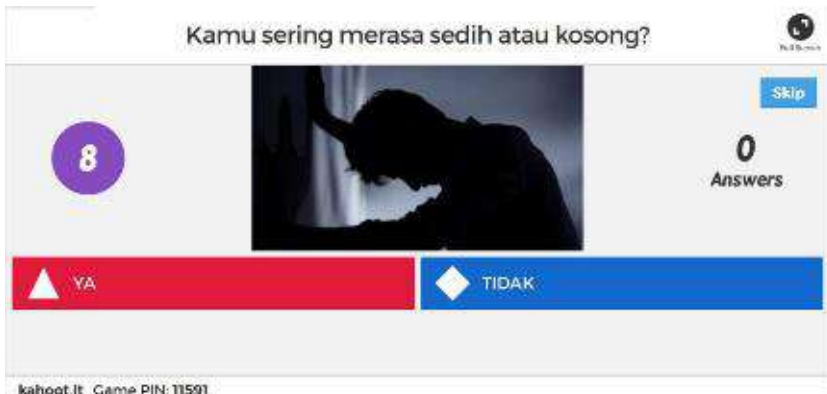 Kamu sering merasa sedih atau kosong?
Skip
8
0
Answers
YA
TIDAK
kahoot.it Game PIN: 11591